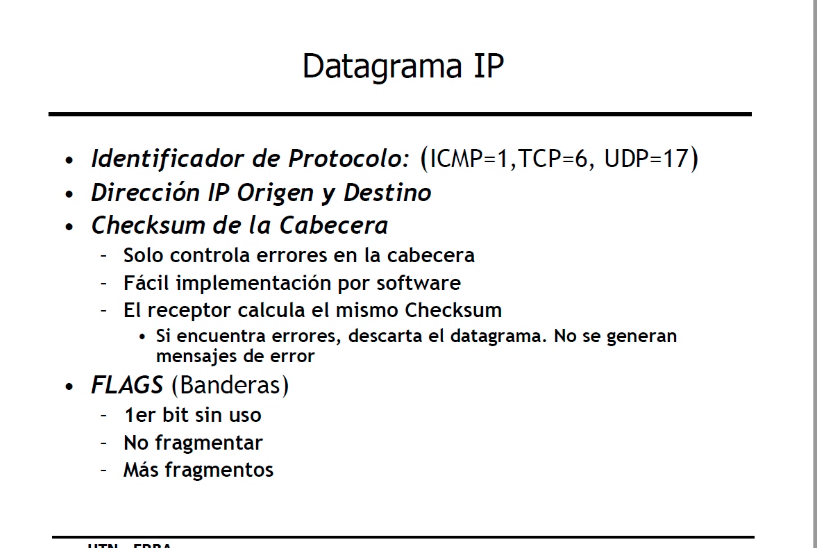 Datagrama IP
• Identificador de Protocolo: (ICMP=1,TCP=6, UDP=17)
• Dirección IP Origen y Destino
• Checksum de la Cabecera
- Solo controla errores en la cabecera
- Fácil implementación por software
- El receptor calcula el mismo Checksum
• Si encuentra errores, descarta el datagrama. No se generan
mensajes de error
• FLAGS (Banderas)
- 1er bit sin uso
- No fragmentar
- Más fragmentos